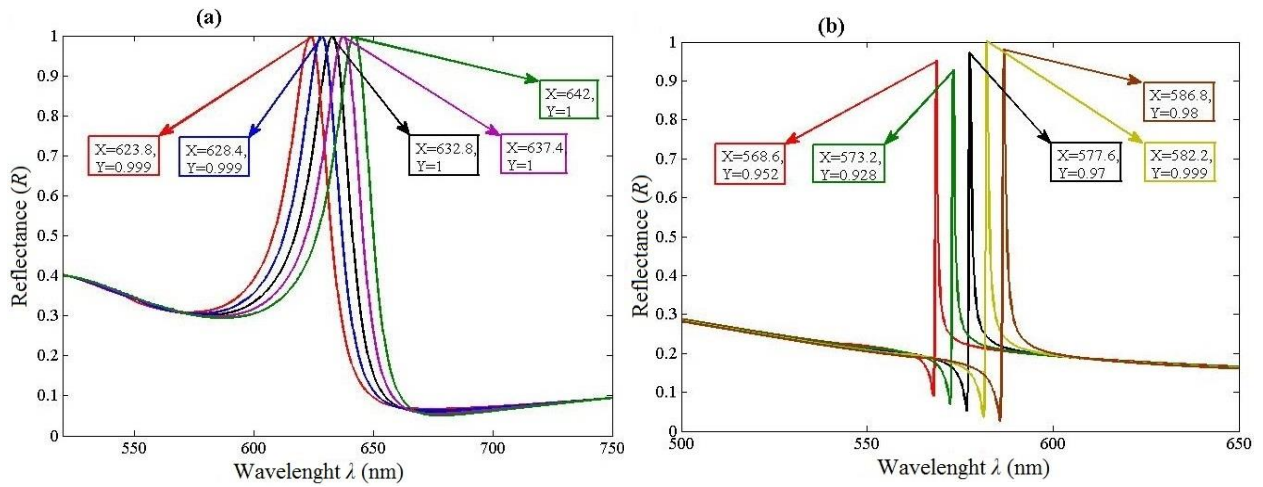 (a)
Reflectance (R)
1
0.9
0.8
0.7
0.6
0.5
0.4
0.3
0.2
0.1
0
X=623.8,
Y=0.999
X=628.4,
Y=0.999
X=632.8,
Y=1
X=637.4
Y=1
X=642,
Y=1
550
600
650
700
750
Wavelenght λ (nm)
(b)
Reflectance (R)
1
0.9
0.8
0.7
0.6
0.5
0.4
0.3
0.2
0.1
0
X=568.6,
Y=0.952
X=573.2,
Y=0.928
X=577.6,
Y=0.97
X=582.2,
Y=0.999
X=586.8,
Y=0.98
500
550
600
650
Wavelenght λ (nm)